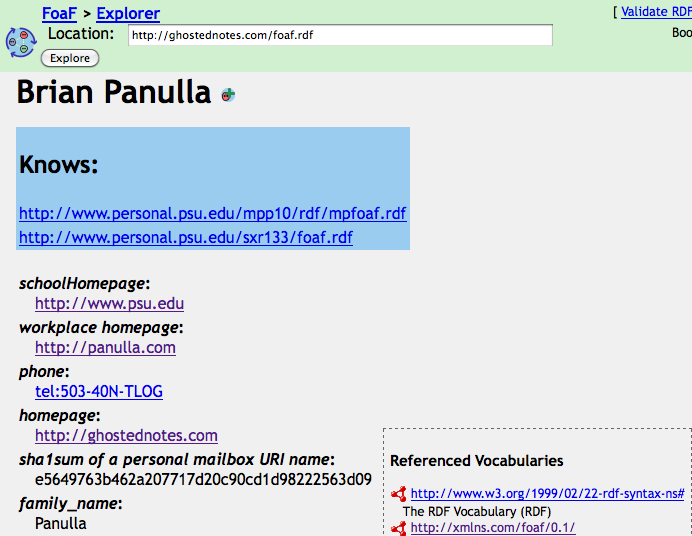 FoaF > Explorer
[ Validate RDF
Location: http://ghostednotes.com/foaf.rdf
Boo
Explore
Brian Panulla
Knows:
http://www.personal.psu.edu/mpp10/rdf/mpfoaf.rdf
http://www.personal.psu.edu/sxr133/foaf.rdf
schoolHomepage:
http://www.psu.edu
workplace homepage:
http://panulla.com
phone:
tel:503-40N-TLOG
homepage:
http://ghostednotes.com
sha1sum of a personal mailbox URI name:
e5649763b462a207717d20c90cd1d98222563d09
family_name:
Panulla
Referenced Vocabularies
http://www.w3.org/1999/02/22-rdf-syntax-ns#
The RDF Vocabulary (RDF)
http://xmlns.com/foaf/0.1/